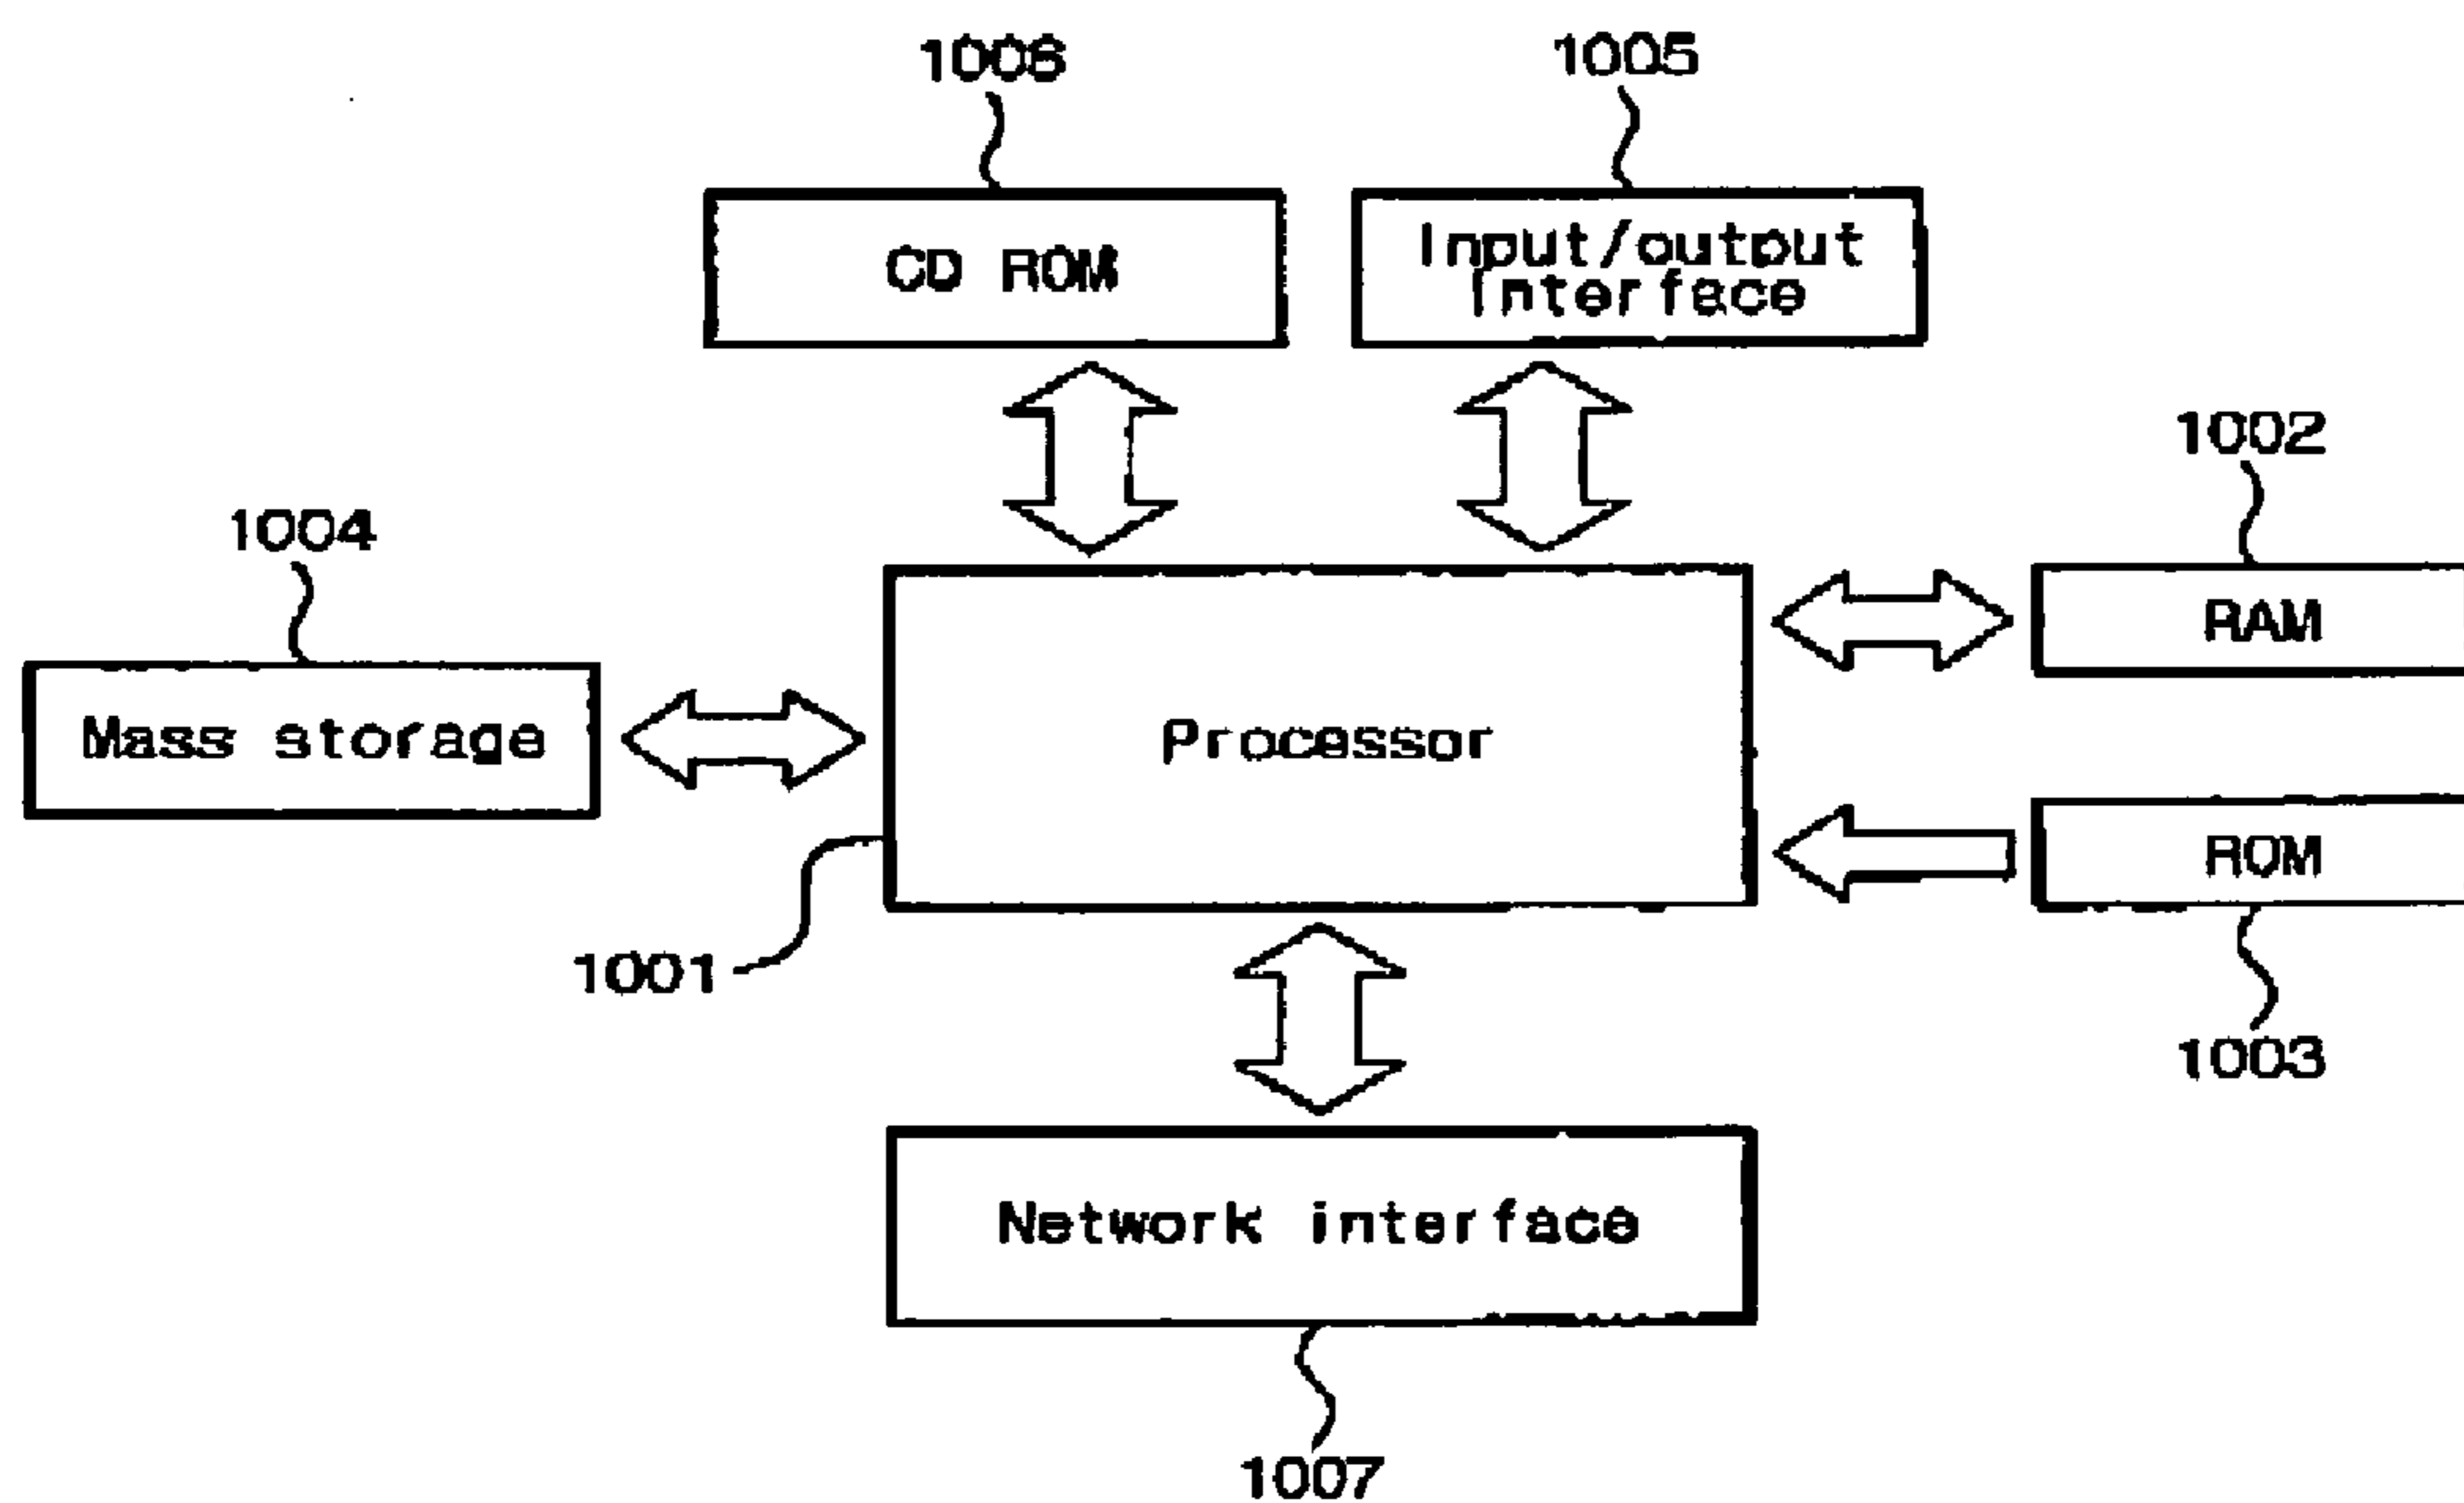 1006
1005
CD ROM
Input/output
Interface
1002
1004
RAM
Mass storage
Processor
ROM
1001
1003
Network interface
1007